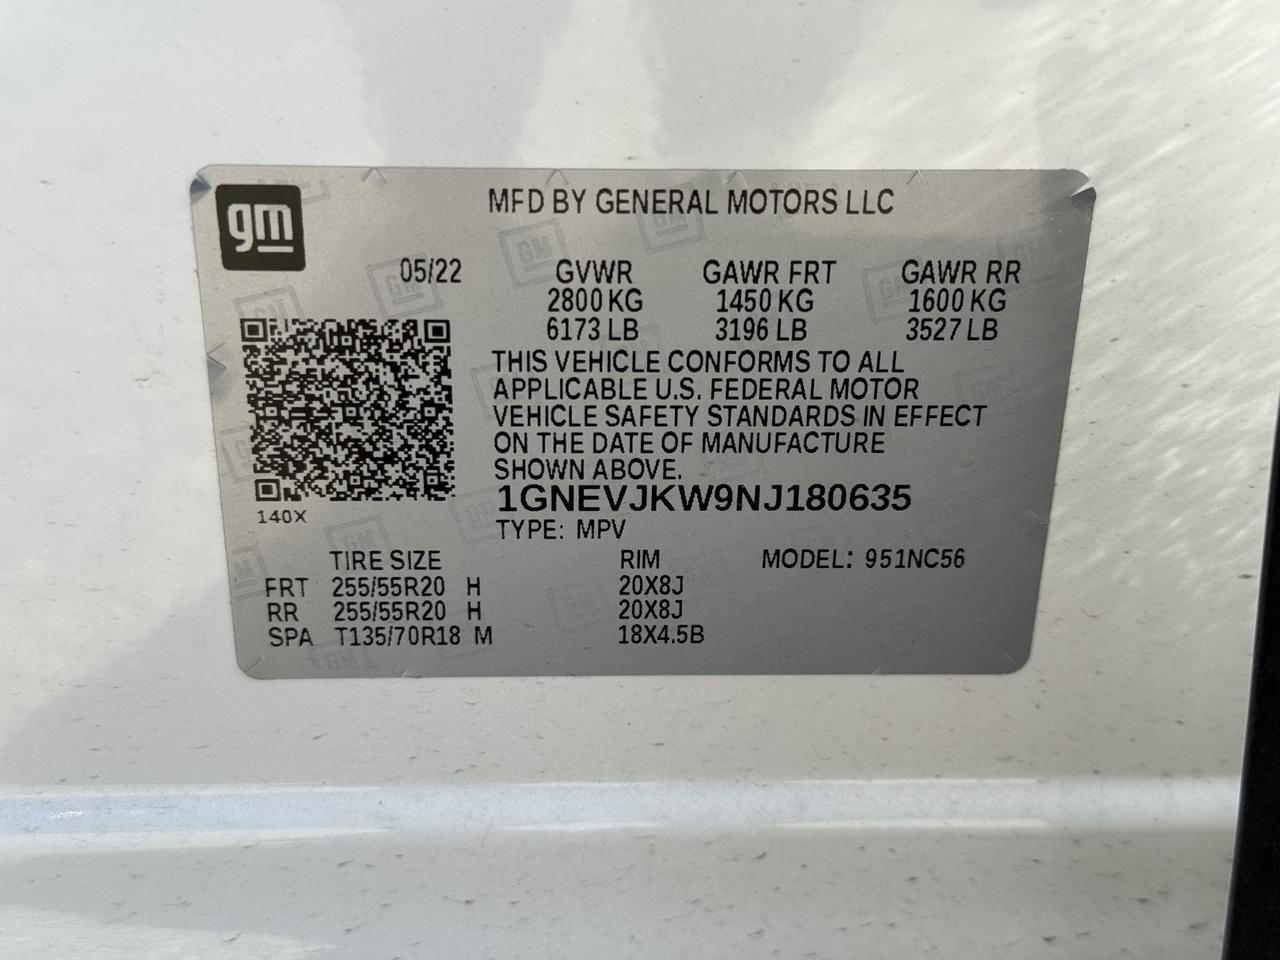 gm
MFD BY GENERAL MOTORS LLC
05/22 GVWR GAWR FRT GAWR RR
2800 KG 1450 KG 1600 KG
6173 LB 3196 LB 3527 LB
THIS VEHICLE CONFORMS TO ALL
APPLICABLE U.S. FEDERAL MOTOR
VEHICLE SAFETY STANDARDS IN EFFECT
ON THE DATE OF MANUFACTURE
SHOWN ABOVE.
1GNEVJKW9NJ180635
140X
TYPE: MPV
TIRE SIZE RIM MODEL: 951NC56
FRT 255/55R20 H 20X8J
RR 255/55R20 H 20X8J
SPA T135/70R18 M 18X4.5B